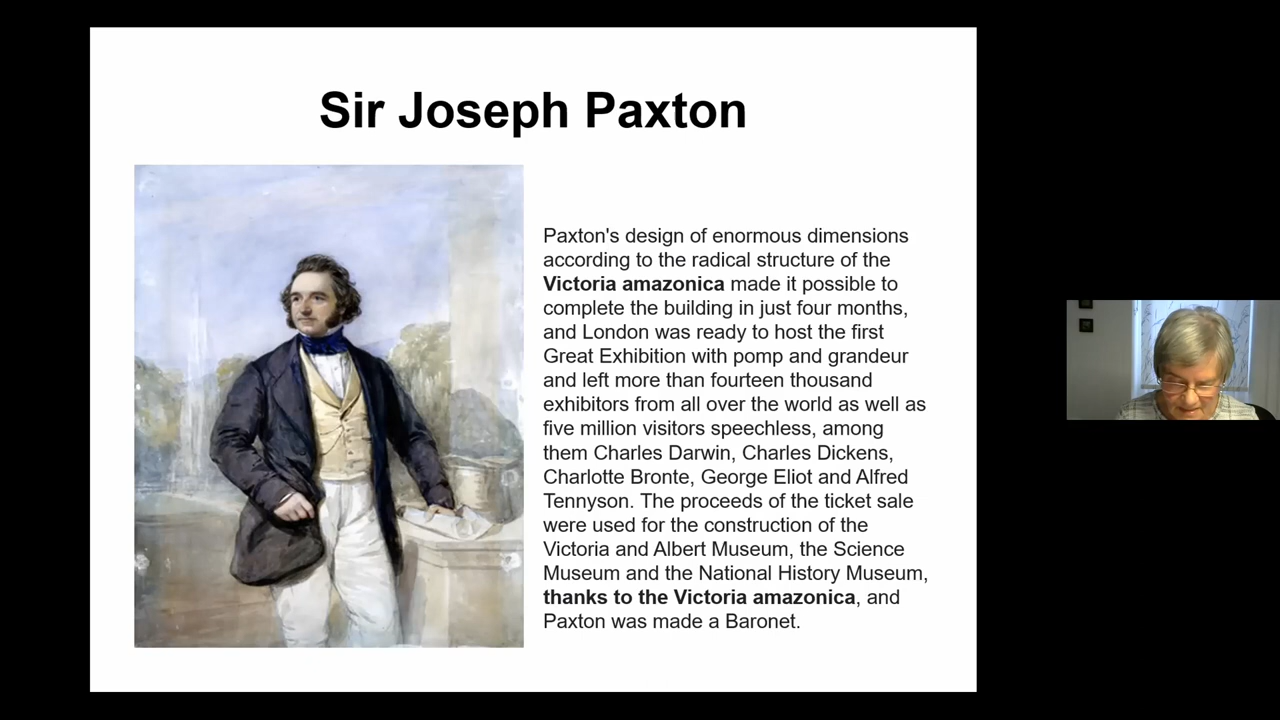 Sir Joseph Paxton
Paxton's design of enormous dimensions
according to the radical structure of the
Victoria amazonica made it possible to
complete the building in just four months,
and London was ready to host the first
Great Exhibition with pomp and grandeur
and left more than fourteen thousand
exhibitors from all over the world as well as
five million visitors speechless, among
them Charles Darwin, Charles Dickens,
Charlotte Bronte, George Eliot and Alfred
Tennyson. The proceeds of the ticket sale
were used for the construction of the
Victoria and Albert Museum, the Science
Museum and the National History Museum,
thanks to the Victoria amazonica, and
Paxton was made a Baronet.